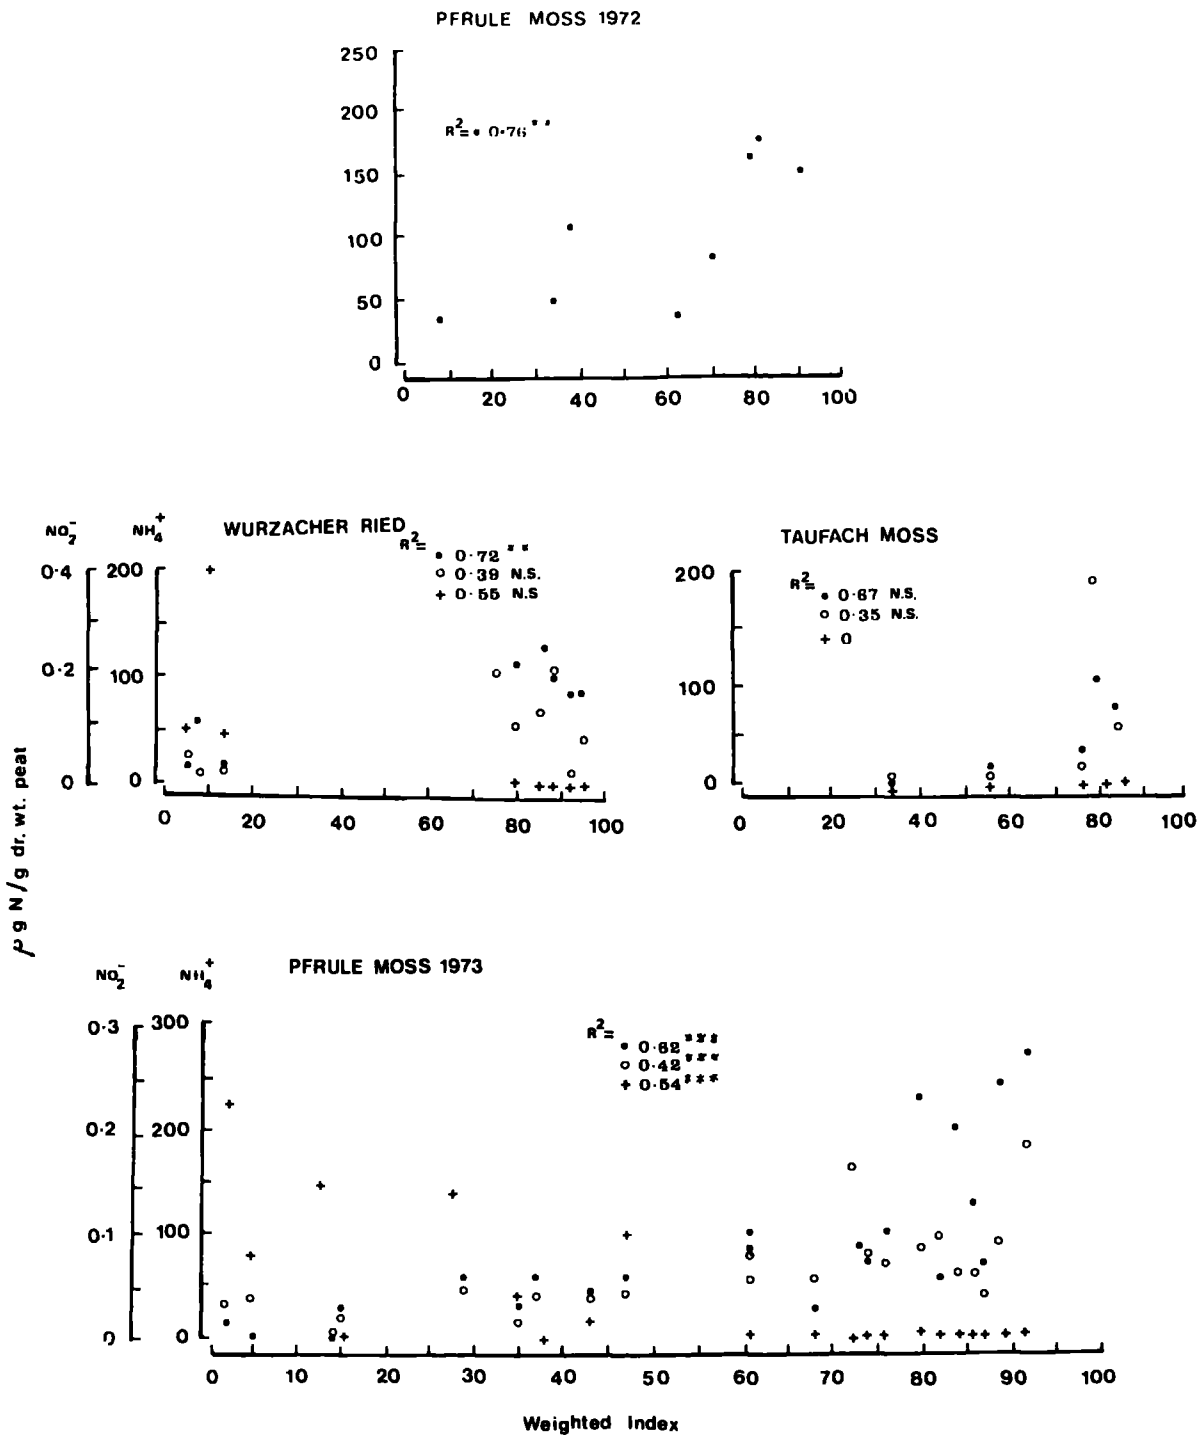 PFRULE MOSS 1972
250
200
150
100
50
0
R²= • 0·76 **
0 20 40 60 80 100
NO₂⁻ NH₄⁺ WURZACHER RIED
R²=
• 0·72 **
○ 0·39 N.S.
+ 0·55 N.S
0·4 200
0·2 100
0 0
0 20 40 60 80 100
TAUFACH MOSS
R²=
• 0·67 N.S.
○ 0·35 N.S.
+ 0
200
100
0
0 20 40 60 80 100
μg N/g dr. wt. peat
NO₂⁻ NH₄⁺ PFRULE MOSS 1973
R²=
• 0·62 ***
○ 0·42 ***
+ 0·54 ***
0·3 300
0·2 200
0·1 100
0 0
0 10 20 30 40 50 60 70 80 90 100
Weighted Index